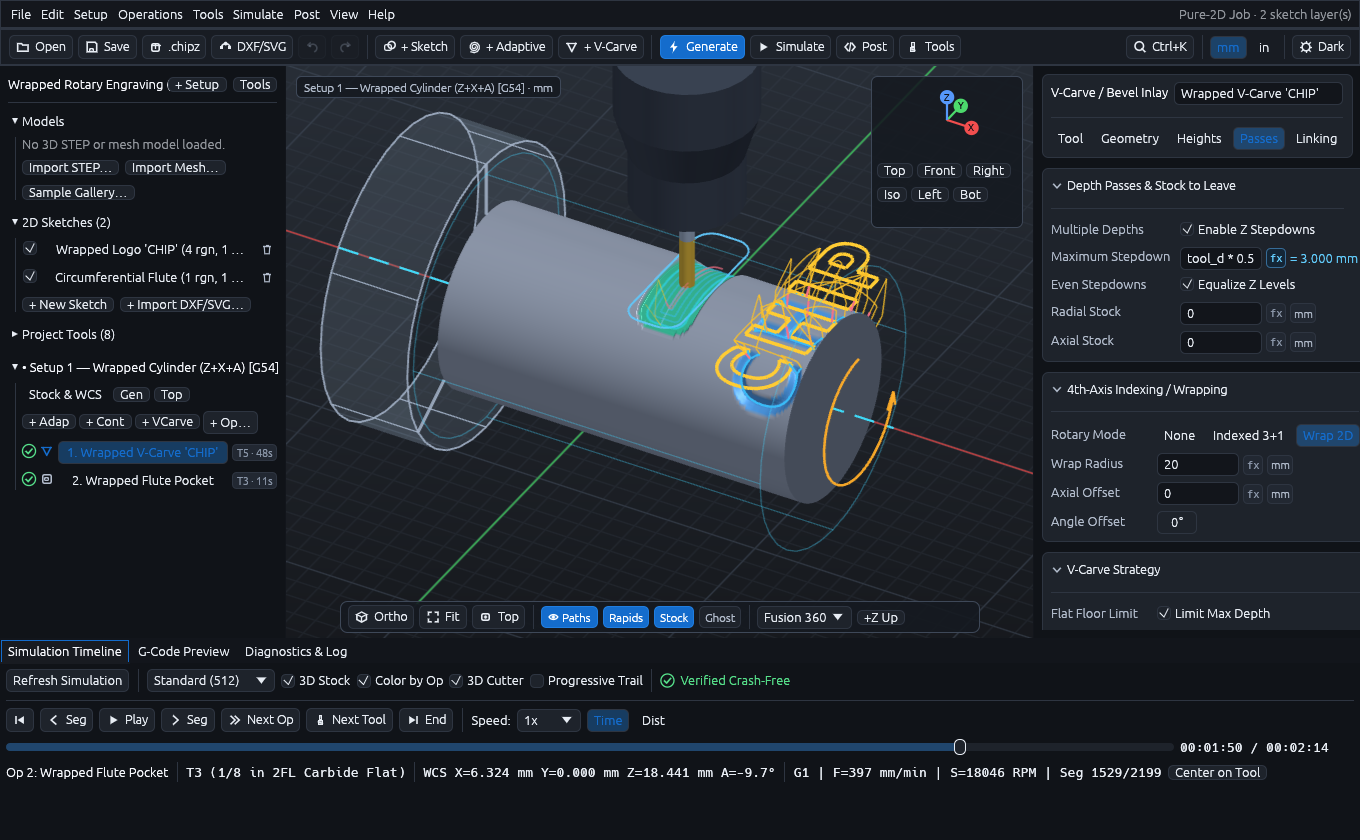 File Edit Setup Operations Tools Simulate Post View Help
Pure-2D Job · 2 sketch layer(s)
Open Save .chipz DXF/SVG + Sketch + Adaptive + V-Carve Generate Simulate Post Tools Ctrl+K mm in Dark
Wrapped Rotary Engraving + Setup Tools
Models
No 3D STEP or mesh model loaded.
Import STEP… Import Mesh…
Sample Gallery…
2D Sketches (2)
Wrapped Logo 'CHIP' (4 rgn, 1 …
Circumferential Flute (1 rgn, 1 …
+ New Sketch + Import DXF/SVG…
Project Tools (8)
• Setup 1 — Wrapped Cylinder (Z+X+A) [G54]
Stock & WCS Gen Top
+ Adap + Cont + VCarve + Op…
1. Wrapped V-Carve 'CHIP' T5 · 48s
2. Wrapped Flute Pocket T3 · 11s
Setup 1 — Wrapped Cylinder (Z+X+A) [G54] · mm
Z
Y
X
Top Front Right
Iso Left Bot
CHIP
Ortho Fit Top Paths Rapids Stock Ghost Fusion 360 +Z Up
V-Carve / Bevel Inlay Wrapped V-Carve 'CHIP'
Tool Geometry Heights Passes Linking
Depth Passes & Stock to Leave
Multiple Depths Enable Z Stepdowns
Maximum Stepdown tool_d * 0.5 fx = 3.000 mm
Even Stepdowns Equalize Z Levels
Radial Stock 0 fx mm
Axial Stock 0 fx mm
4th-Axis Indexing / Wrapping
Rotary Mode None Indexed 3+1 Wrap 2D
Wrap Radius 20 fx mm
Axial Offset 0 fx mm
Angle Offset 0°
V-Carve Strategy
Flat Floor Limit Limit Max Depth
Simulation Timeline G-Code Preview Diagnostics & Log
Refresh Simulation Standard (512) 3D Stock Color by Op 3D Cutter Progressive Trail Verified Crash-Free
Seg Play Seg Next Op Next Tool End Speed: 1x Time Dist
00:01:50 / 00:02:14
Op 2: Wrapped Flute Pocket T3 (1/8 in 2FL Carbide Flat) WCS X=6.324 mm Y=0.000 mm Z=18.441 mm A=-9.7° G1 | F=397 mm/min | S=18046 RPM | Seg 1529/2199 Center on Tool